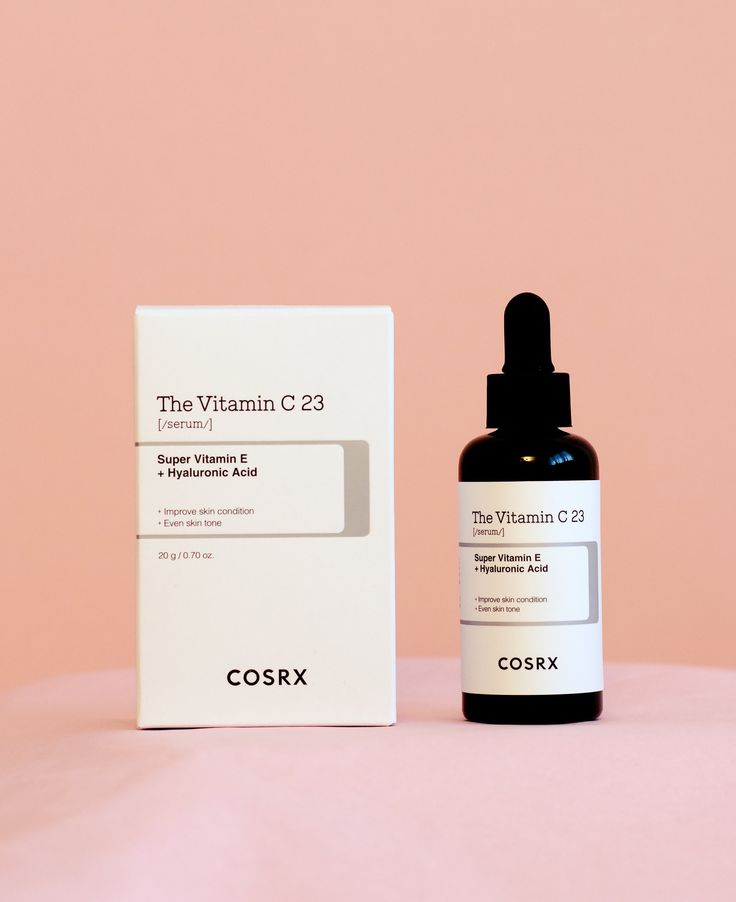 The Vitamin C 23
[/serum/]
Super Vitamin E
+ Hyaluronic Acid
+ Improve skin condition
+ Even skin tone
20 g / 0.70 oz.
COSRX
The Vitamin C 23
[/serum/]
Super Vitamin E
+ Hyaluronic Acid
+ Improve skin condition
+ Even skin tone
COSRX